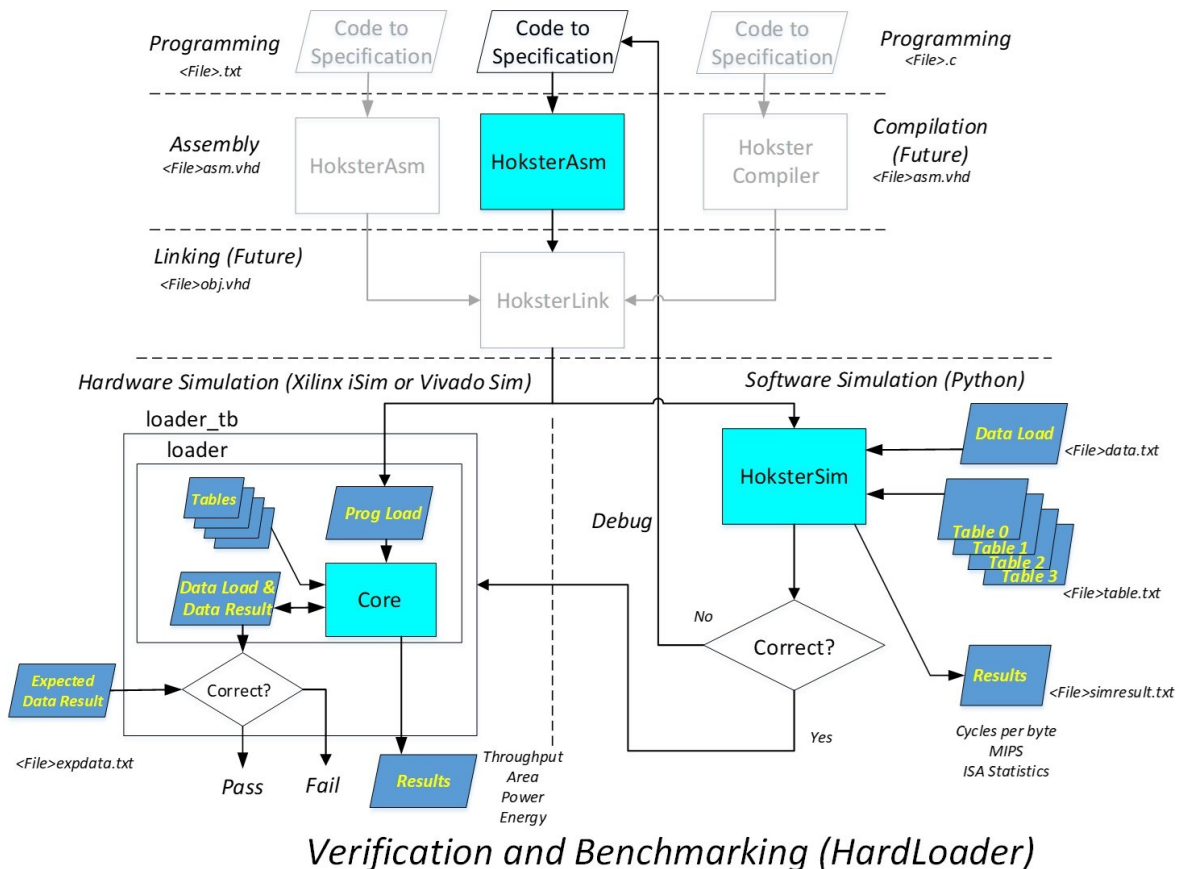 Programming
<File>.txt
Code to
Specification
Code to
Specification
Code to
Specification
Programming
<File>.c
Assembly
<File>asm.vhd
HoksterAsm
HoksterAsm
Hokster
Compiler
Compilation
(Future)
<File>asm.vhd
Linking (Future)
<File>obj.vhd
HoksterLink
Hardware Simulation (Xilinx iSim or Vivado Sim)
Software Simulation (Python)
loader_tb
loader
Tables
Prog Load
Data Load &
Data Result
Core
Expected
Data Result
Correct?
<File>expdata.txt
Pass
Fail
Results
Throughput
Area
Power
Energy
Debug
HoksterSim
Data Load
<File>data.txt
Table 0
Table 1
Table 2
Table 3
<File>table.txt
No
Correct?
Yes
Results
<File>simresult.txt
Cycles per byte
MIPS
ISA Statistics
Verification and Benchmarking (HardLoader)